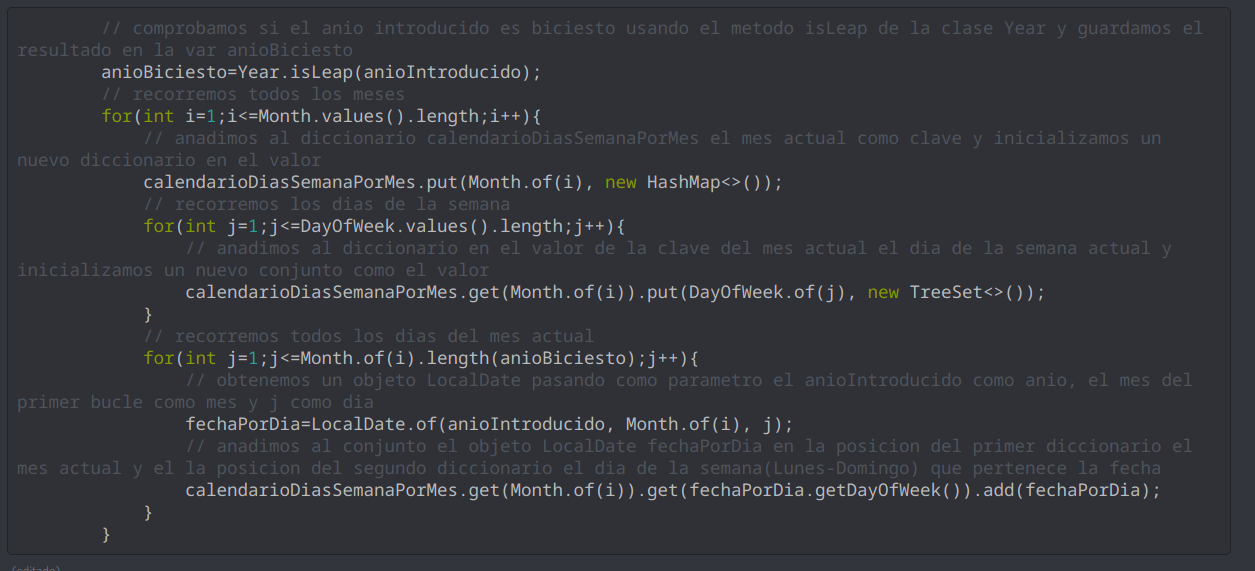 // comprobamos si el anio introducido es biciesto usando el metodo isLeap de la clase Year y guardamos el
resultado en la var anioBiciesto
anioBiciesto=Year.isLeap(anioIntroducido);
// recorremos todos los meses
for(int i=1;i<=Month.values().length;i++){
// anadimos al diccionario calendarioDiasSemanaPorMes el mes actual como clave y inicializamos un
nuevo diccionario en el valor
calendarioDiasSemanaPorMes.put(Month.of(i), new HashMap<>());
// recorremos los dias de la semana
for(int j=1;j<=DayOfWeek.values().length;j++){
// anadimos al diccionario en el valor de la clave del mes actual el dia de la semana actual y
inicializamos un nuevo conjunto como el valor
calendarioDiasSemanaPorMes.get(Month.of(i)).put(DayOfWeek.of(j), new TreeSet<>());
}
// recorremos todos los dias del mes actual
for(int j=1;j<=Month.of(i).length(anioBiciesto);j++){
// obtenemos un objeto LocalDate pasando como parametro el anioIntroducido como anio, el mes del
primer bucle como mes y j como dia
fechaPorDia=LocalDate.of(anioIntroducido, Month.of(i), j);
// anadimos al conjunto el objeto LocalDate fechaPorDia en la posicion del primer diccionario el
mes actual y el la posicion del segundo diccionario el dia de la semana(Lunes-Domingo) que pertenece la fecha
calendarioDiasSemanaPorMes.get(Month.of(i)).get(fechaPorDia.getDayOfWeek()).add(fechaPorDia);
}
}
(editado)